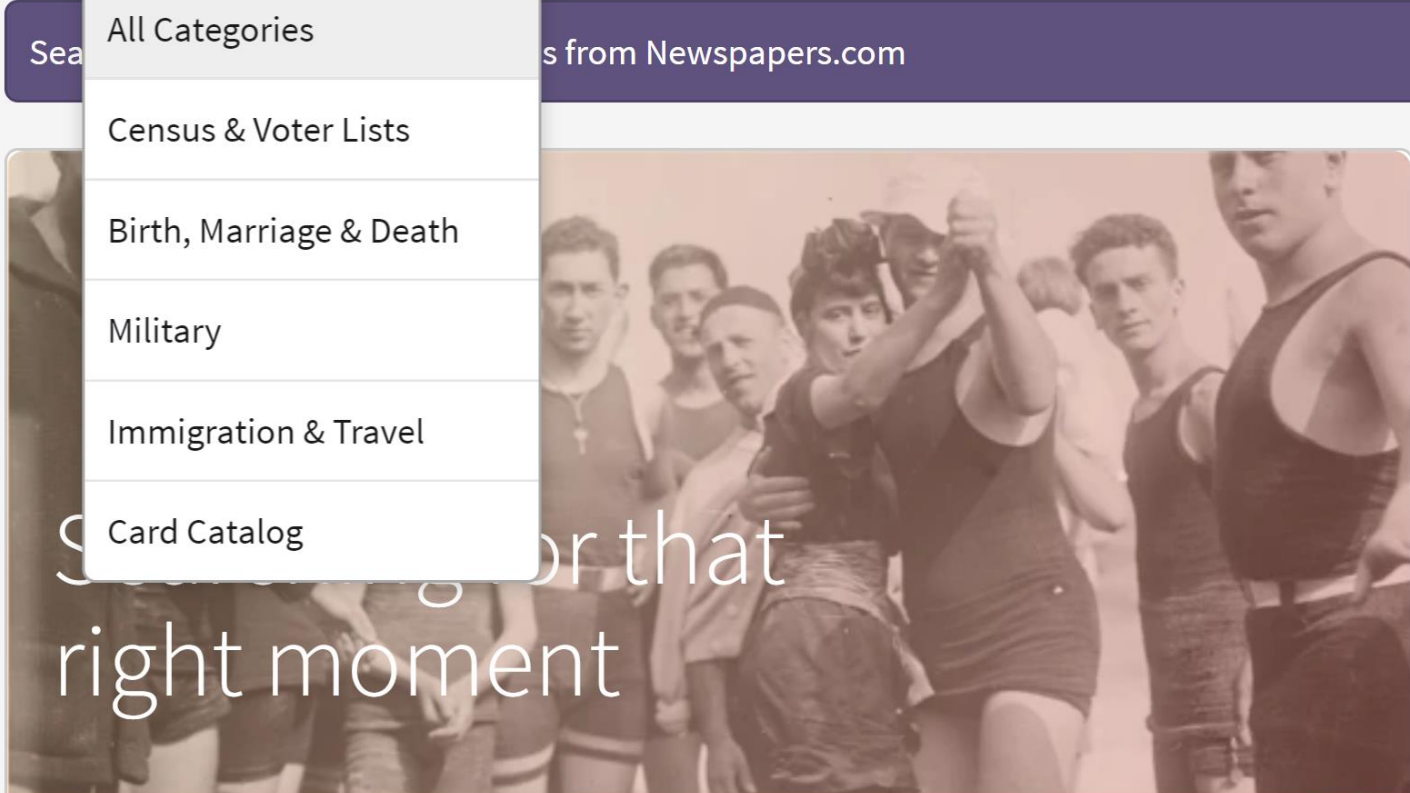 All Categories
Sea
s from Newspapers.com
Census & Voter Lists
Birth, Marriage & Death
Military
Immigration & Travel
Card Catalog
or that
right moment